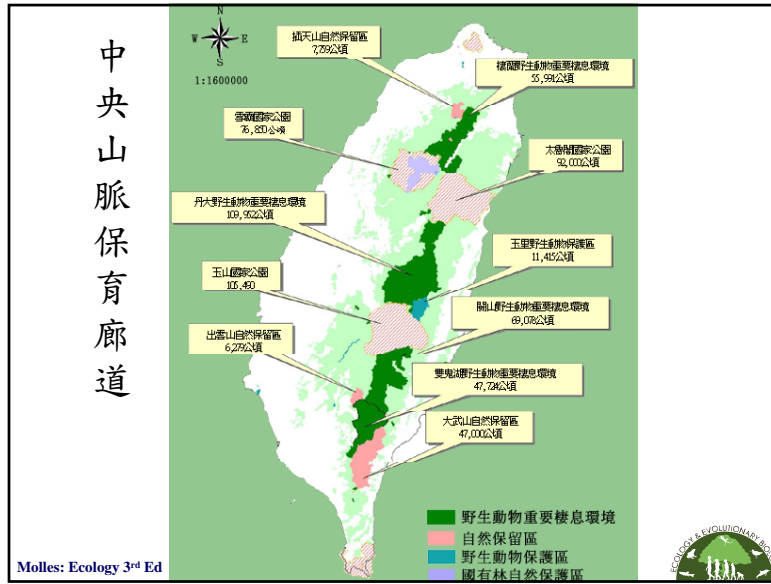 中央山脈保育廊道
N
W E
S
1:1600000
插天山自然保留區
7,759公頃
棲蘭野生動物重要棲息環境
55,991公頃
雪霸國家公園
76,850公頃
太魯閣國家公園
92,000公頃
丹大野生動物重要棲息環境
109,952公頃
玉里野生動物保護區
11,415公頃
玉山國家公園
105,490
關山野生動物重要棲息環境
69,078公頃
出雲山自然保留區
6,279公頃
雙鬼湖野生動物重要棲息環境
47,724公頃
大武山自然保留區
47,000公頃
野生動物重要棲息環境
自然保留區
野生動物保護區
國有林自然保護區
Molles: Ecology 3rd Ed
ECOLOGY & EVOLUTIONARY